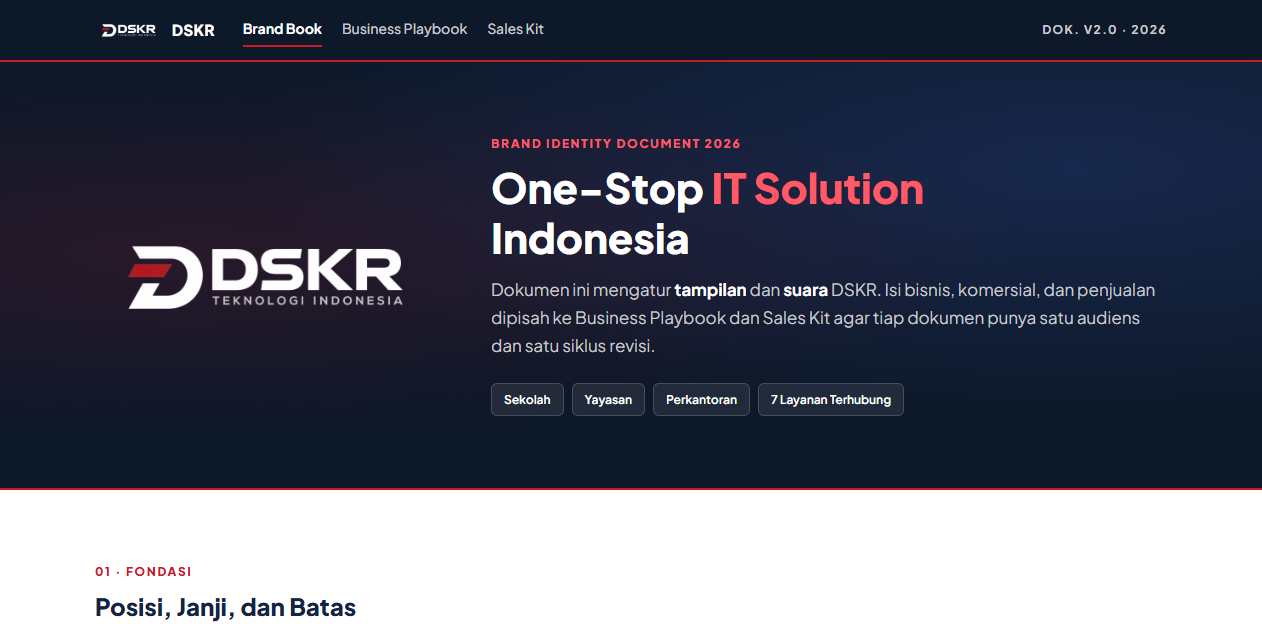 DSKR
DSKR
Brand Book
Business Playbook
Sales Kit
DOK. V2.0 · 2026
DSKR
TEKNOLOGI INDONESIA
BRAND IDENTITY DOCUMENT 2026
One-Stop IT Solution
Indonesia
Dokumen ini mengatur tampilan dan suara DSKR. Isi bisnis, komersial, dan penjualan
dipisah ke Business Playbook dan Sales Kit agar tiap dokumen punya satu audiens
dan satu siklus revisi.
Sekolah
Yayasan
Perkantoran
7 Layanan Terhubung
01 · FONDASI
Posisi, Janji, dan Batas